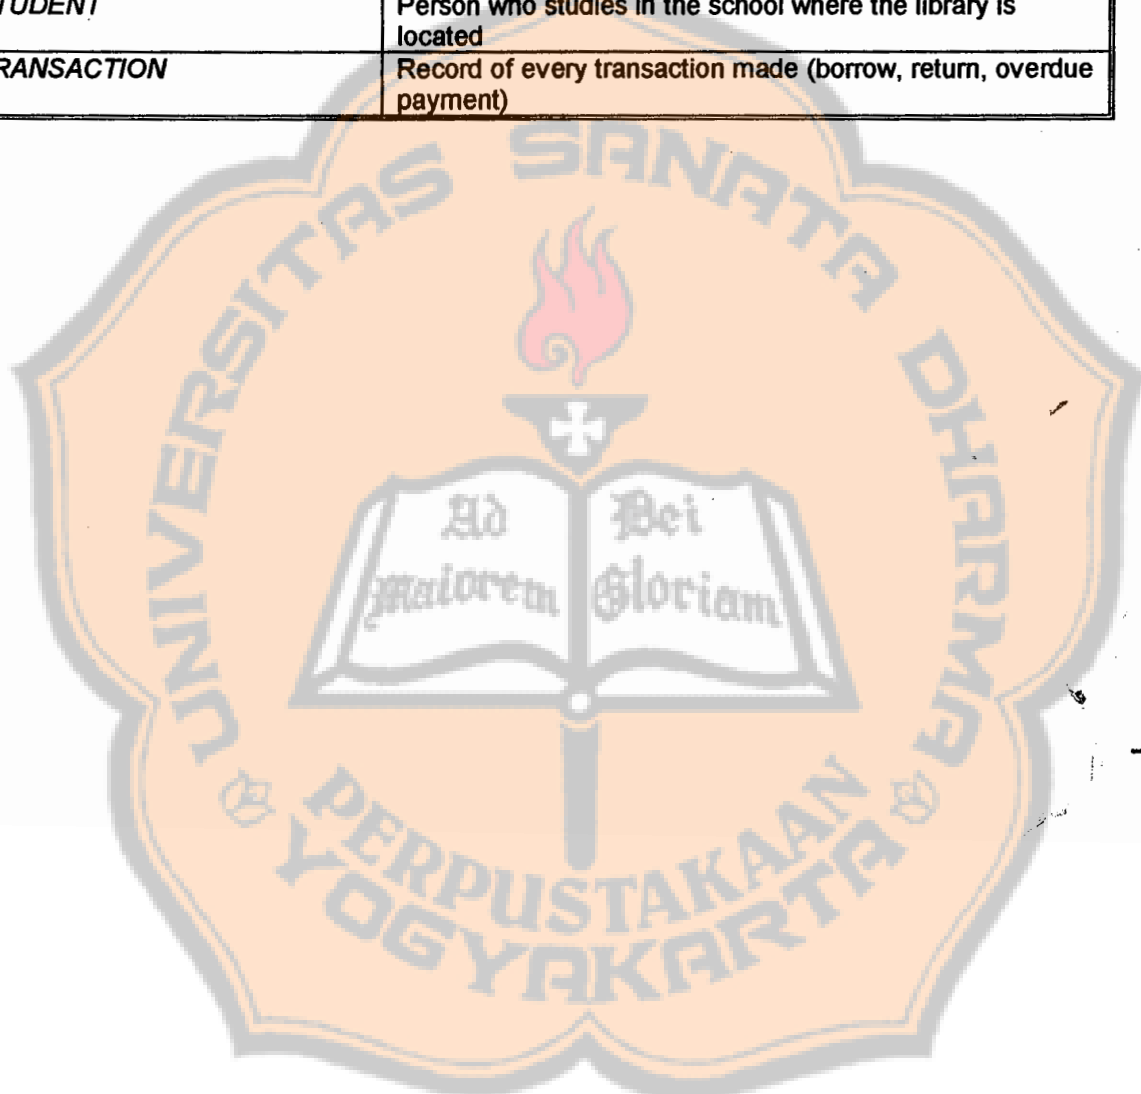 TUDENT
Person who studies in the school where the library is
located
RANSACTION
Record of every transaction made (borrow, return, overdue
payment)
UNIVERSITAS SANATA DHARMA
Ad
Dei
Maiorem
Gloriam
PERPUSTAKAAN
YOGYAKARTA